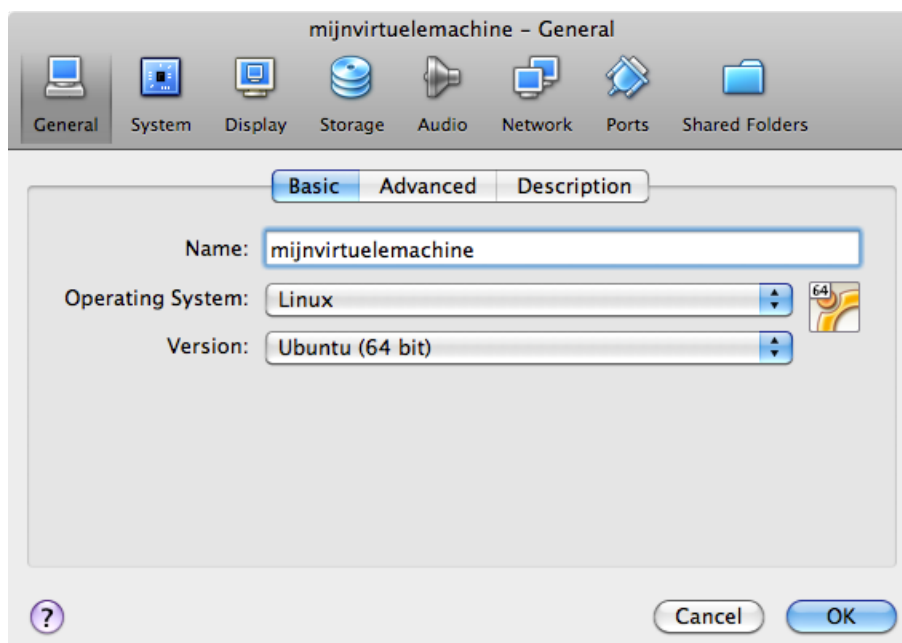 mijnvirtuelemachine – General
General System Display Storage Audio Network Ports Shared Folders
Basic Advanced Description
Name: mijnvirtuelemachine
Operating System: Linux
64
Version: Ubuntu (64 bit)
? Cancel OK